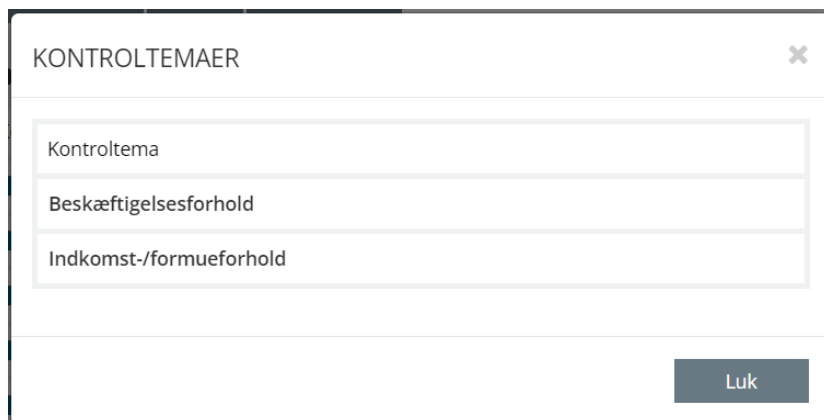 KONTROLTEMAER
Kontroltema
Beskæftigelsesforhold
Indkomst-/formueforhold
Luk